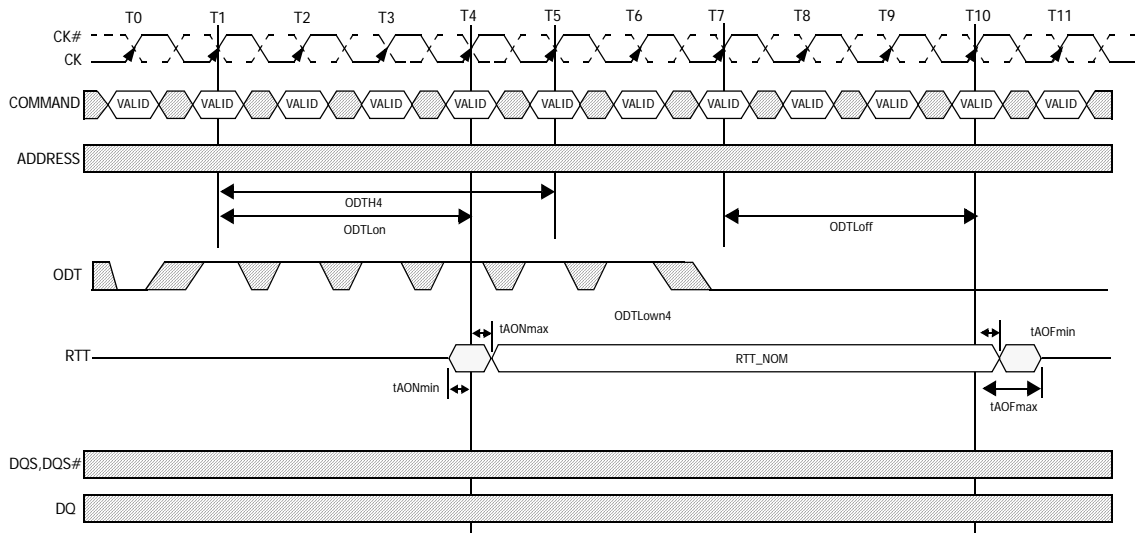 T0 T1 T2 T3 T4 T5 T6 T7 T8 T9 T10 T11
CK#
CK
COMMAND VALID VALID VALID VALID VALID VALID VALID VALID VALID VALID VALID VALID
ADDRESS
ODTH4
ODTLon
ODTLoff
ODT
ODTLown4
tAONmax
tAOFmin
RTT
RTT_NOM
tAONmin
tAOFmax
DQS,DQS#
DQ